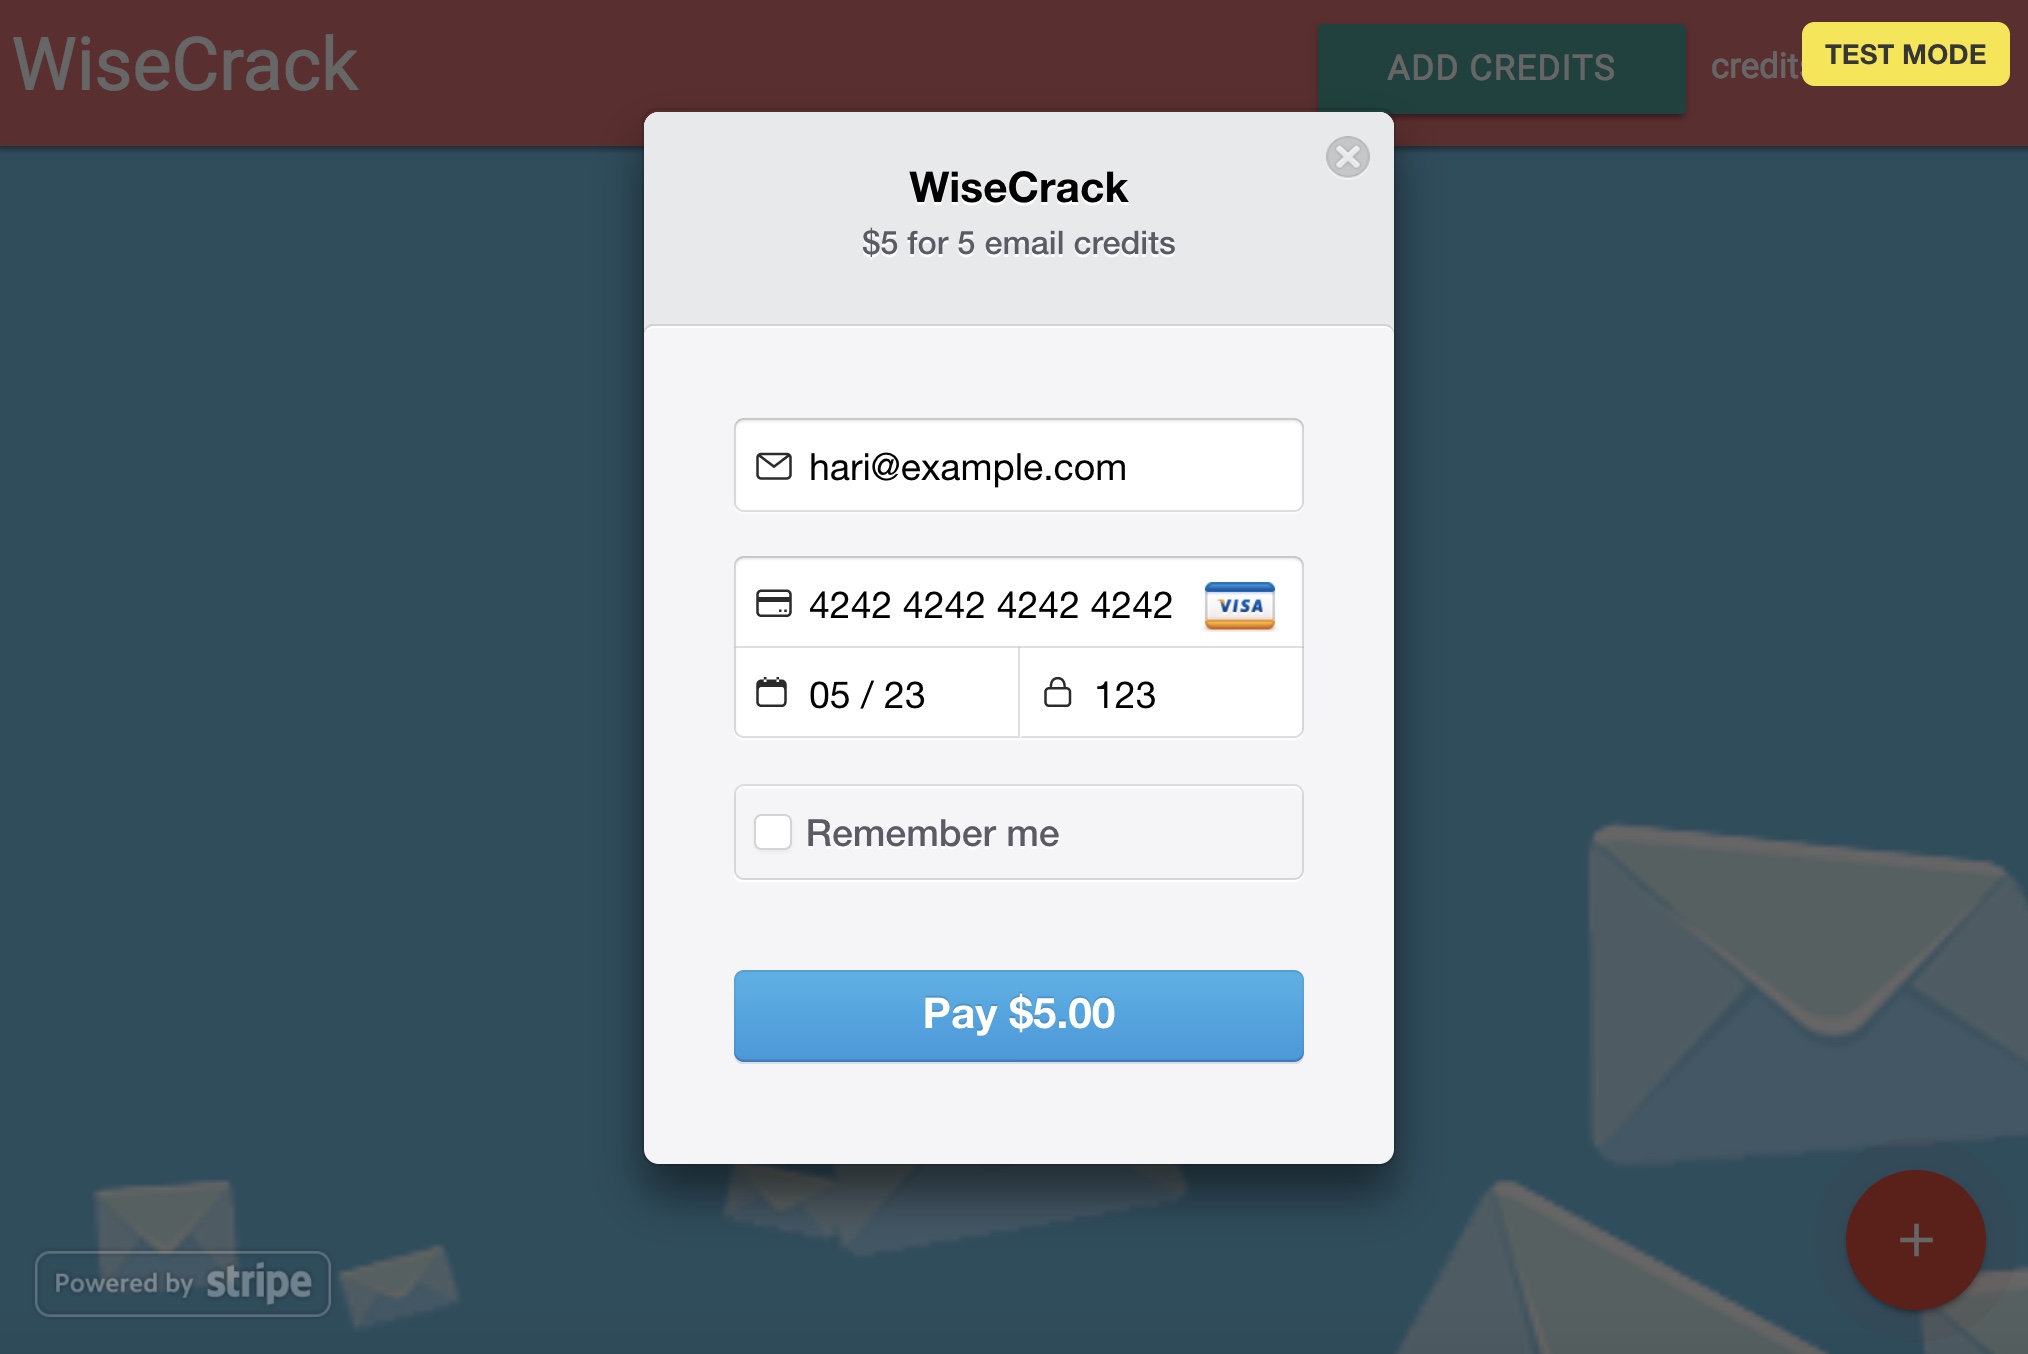 WiseCrack
ADD CREDITS
credits
TEST MODE
WiseCrack
$5 for 5 email credits
hari@example.com
4242 4242 4242 4242
VISA
05 / 23
123
Remember me
Pay $5.00
Powered by stripe
+